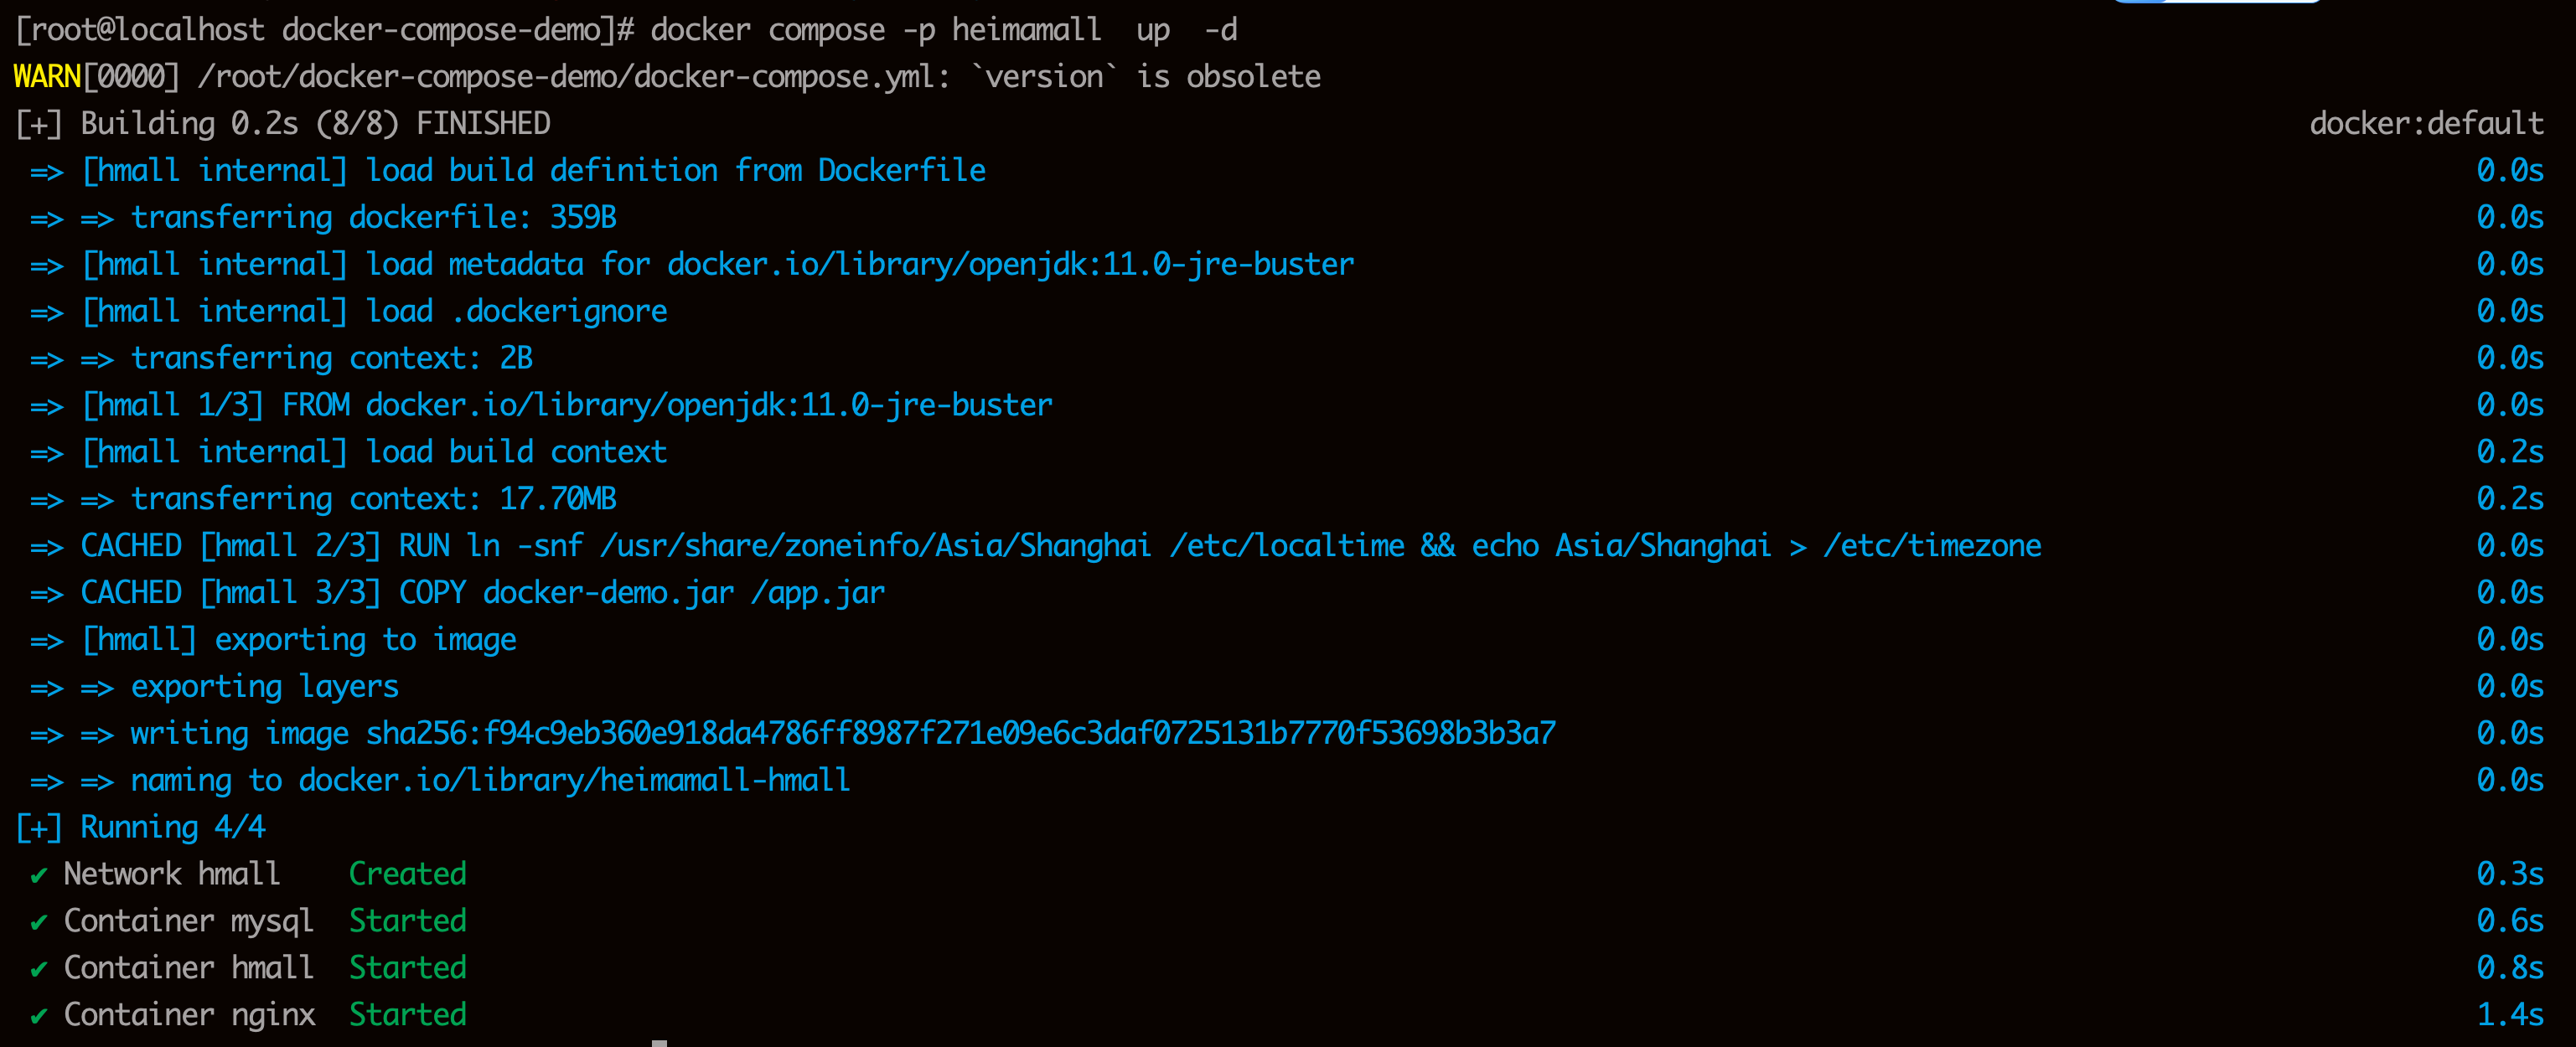 [root@localhost docker-compose-demo]# docker compose -p heimamall  up  -d
WARN[0000] /root/docker-compose-demo/docker-compose.yml: `version` is obsolete
[+] Building 0.2s (8/8) FINISHED docker:default
=> [hmall internal] load build definition from Dockerfile 0.0s
=> => transferring dockerfile: 359B 0.0s
=> [hmall internal] load metadata for docker.io/library/openjdk:11.0-jre-buster 0.0s
=> [hmall internal] load .dockerignore 0.0s
=> => transferring context: 2B 0.0s
=> [hmall 1/3] FROM docker.io/library/openjdk:11.0-jre-buster 0.0s
=> [hmall internal] load build context 0.2s
=> => transferring context: 17.70MB 0.2s
=> CACHED [hmall 2/3] RUN ln -snf /usr/share/zoneinfo/Asia/Shanghai /etc/localtime && echo Asia/Shanghai > /etc/timezone 0.0s
=> CACHED [hmall 3/3] COPY docker-demo.jar /app.jar 0.0s
=> [hmall] exporting to image 0.0s
=> => exporting layers 0.0s
=> => writing image sha256:f94c9eb360e918da4786ff8987f271e09e6c3daf0725131b7770f53698b3b3a7 0.0s
=> => naming to docker.io/library/heimamall-hmall 0.0s
[+] Running 4/4
✔ Network hmall    Created 0.3s
✔ Container mysql  Started 0.6s
✔ Container hmall  Started 0.8s
✔ Container nginx  Started 1.4s